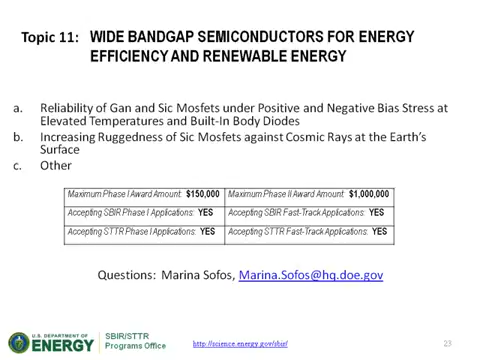 Topic 11: WIDE BANDGAP SEMICONDUCTORS FOR ENERGY
EFFICIENCY AND RENEWABLE ENERGY
a. Reliability of Gan and Sic Mosfets under Positive and Negative Bias Stress at
Elevated Temperatures and Built-In Body Diodes
b. Increasing Ruggedness of Sic Mosfets against Cosmic Rays at the Earth's
Surface
c. Other
Maximum Phase I Award Amount: $150,000 Maximum Phase II Award Amount: $1,000,000
Accepting SBIR Phase I Applications: YES Accepting SBIR Fast-Track Applications: YES
Accepting STTR Phase I Applications: YES Accepting STTR Fast-Track Applications: YES
Questions: Marina Sofos, Marina.Sofos@hq.doe.gov
U.S. DEPARTMENT OF
ENERGY
SBIR/STTR
Programs Office
http://science.energy.gov/sbir/
23